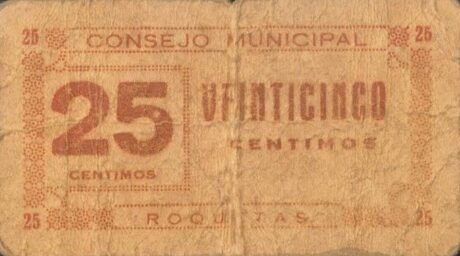 25 CONSEJO MUNICIPAL 25
25 VEINTICINCO
CENTIMOS CENTIMOS
25 ROQUETAS 25